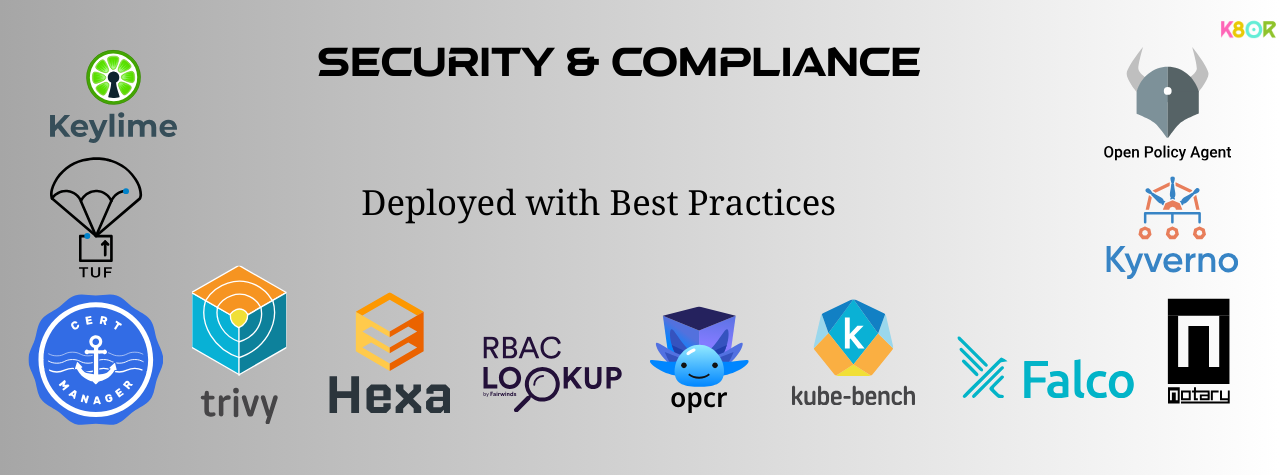 K8OR
SECURITY & COMPLIANCE
Keylime
Open Policy Agent
Deployed with Best Practices
TUF
Kyverno
CERT
MANAGER
trivy
Hexa
RBAC
LOOKUP
by Fairwinds
opcr
k
kube-bench
Falco
n
notary